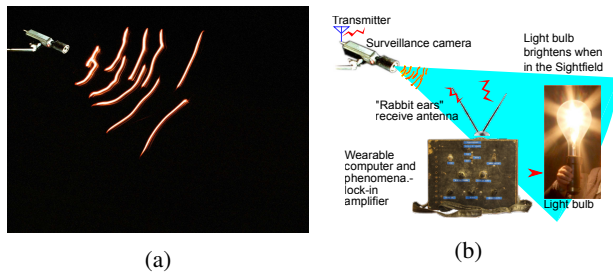 Transmitter
Surveillance camera
Light bulb
brightens when
in the Sightfield
"Rabbit ears"
receive antenna
Wearable
computer and
phenomena.-
lock-in
amplifier
Light bulb
(a)
(b)